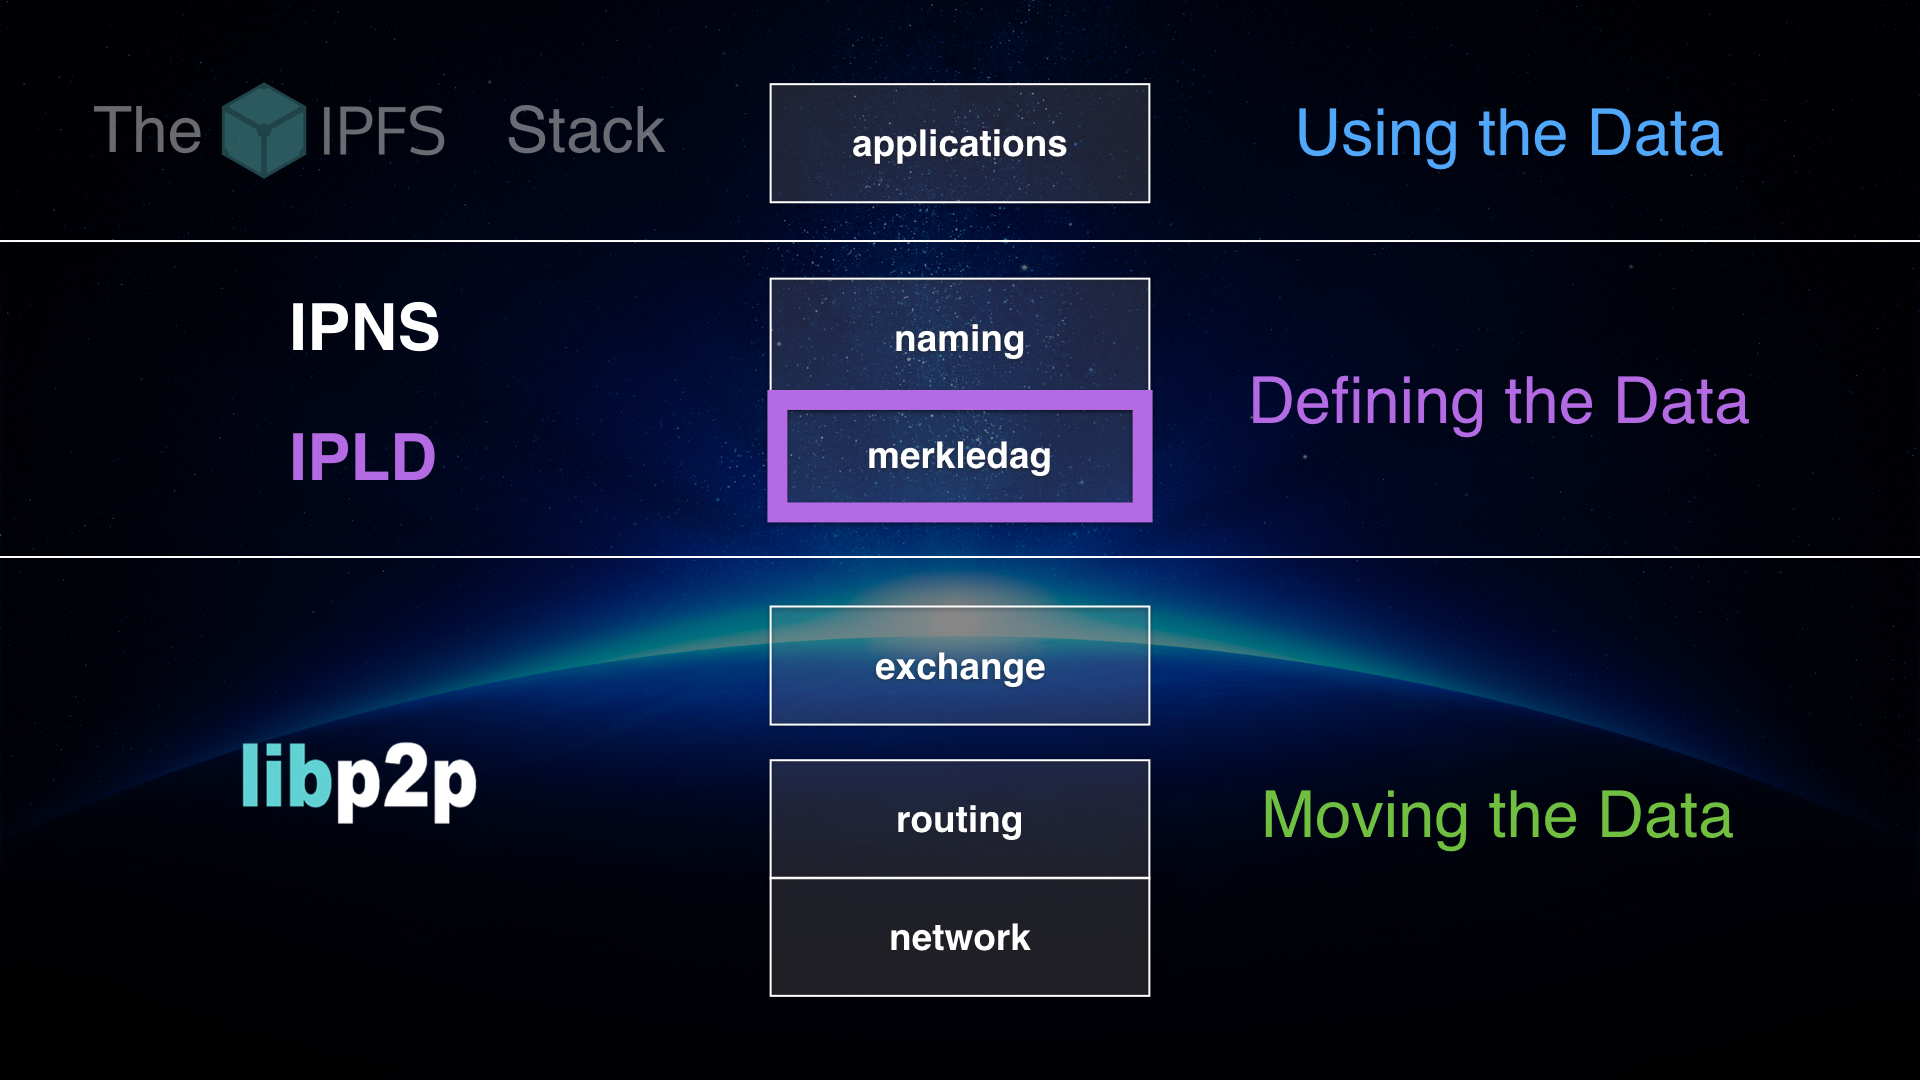 The IPFS Stack
applications
Using the Data
IPNS
naming
Defining the Data
IPLD
merkledag
exchange
libp2p
routing
Moving the Data
network